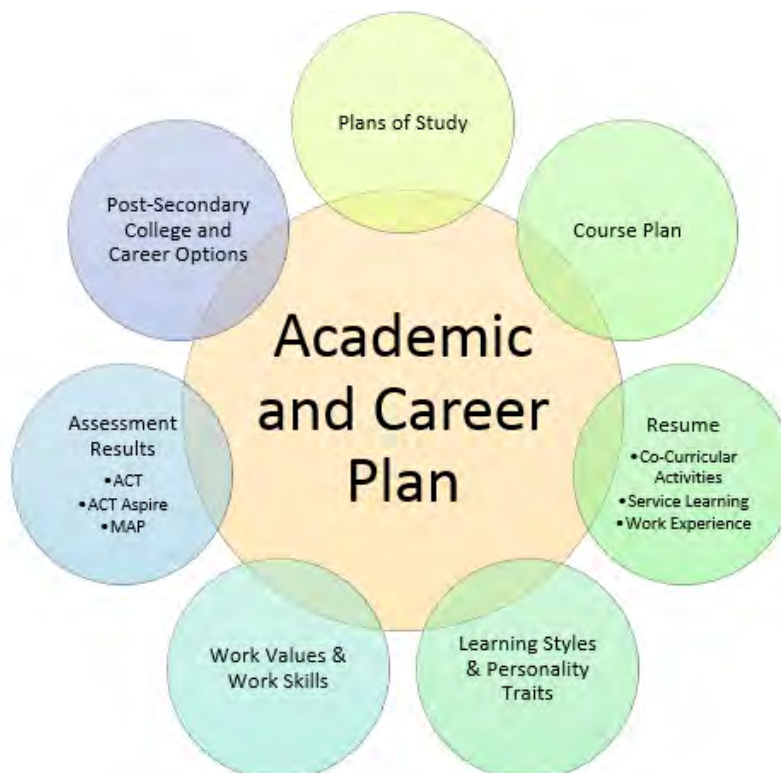 Plans of Study
Post-Secondary
College and
Career Options
Course Plan
Academic
and Career
Plan
Assessment
Results
•ACT
•ACT Aspire
•MAP
Resume
•Co-Curricular
Activities
•Service Learning
•Work Experience
Work Values &
Work Skills
Learning Styles
& Personality
Traits